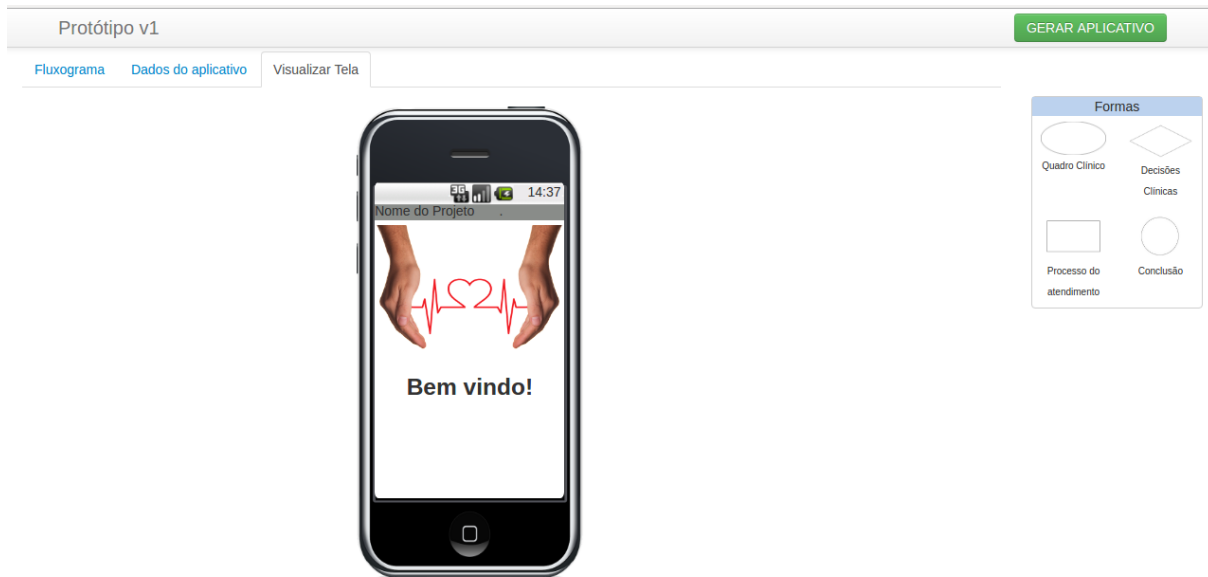 Protótipo v1
GERAR APLICATIVO
Fluxograma
Dados do aplicativo
Visualizar Tela
3G
14:37
Nome do Projeto .
Bem vindo!
Formas
Quadro Clínico
Decisões
Clínicas
Processo do
atendimento
Conclusão